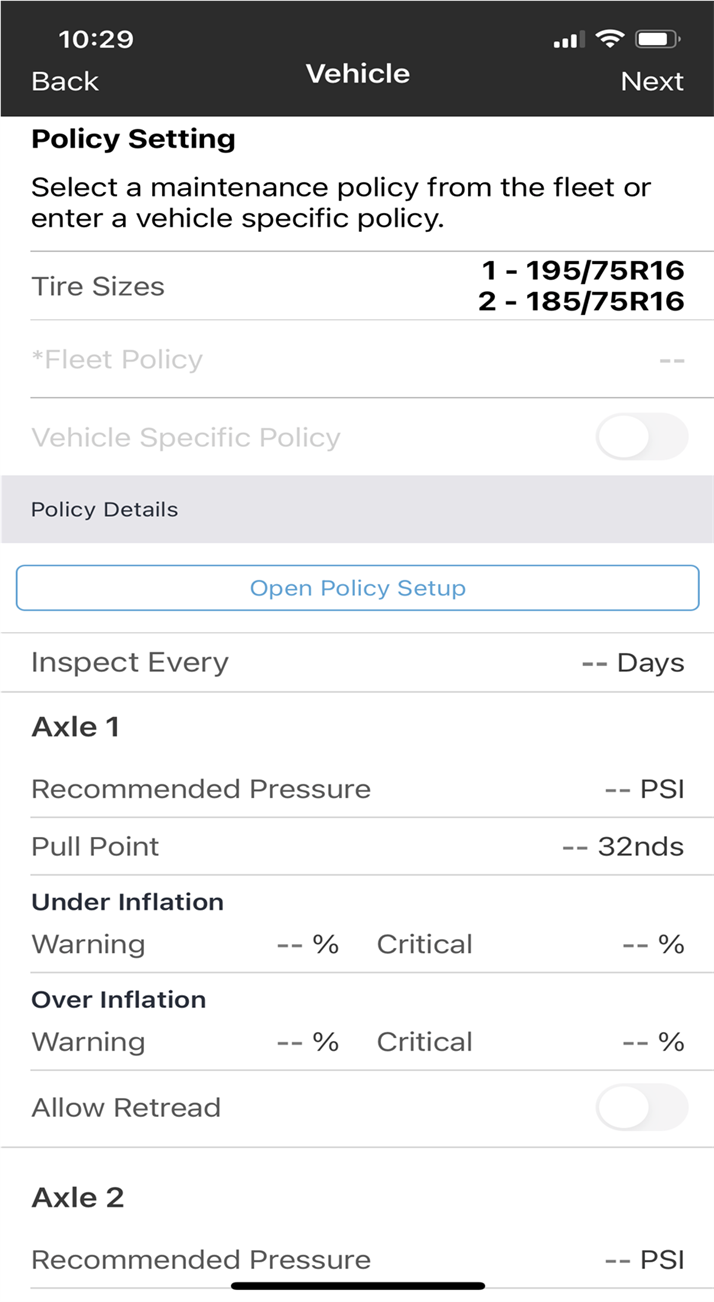 10:29
Back Vehicle Next
Policy Setting
Select a maintenance policy from the fleet or
enter a vehicle specific policy.
Tire Sizes 1 - 195/75R16
2 - 185/75R16
*Fleet Policy --
Vehicle Specific Policy
Policy Details
Open Policy Setup
Inspect Every -- Days
Axle 1
Recommended Pressure -- PSI
Pull Point -- 32nds
Under Inflation
Warning -- % Critical -- %
Over Inflation
Warning -- % Critical -- %
Allow Retread
Axle 2
Recommended Pressure -- PSI